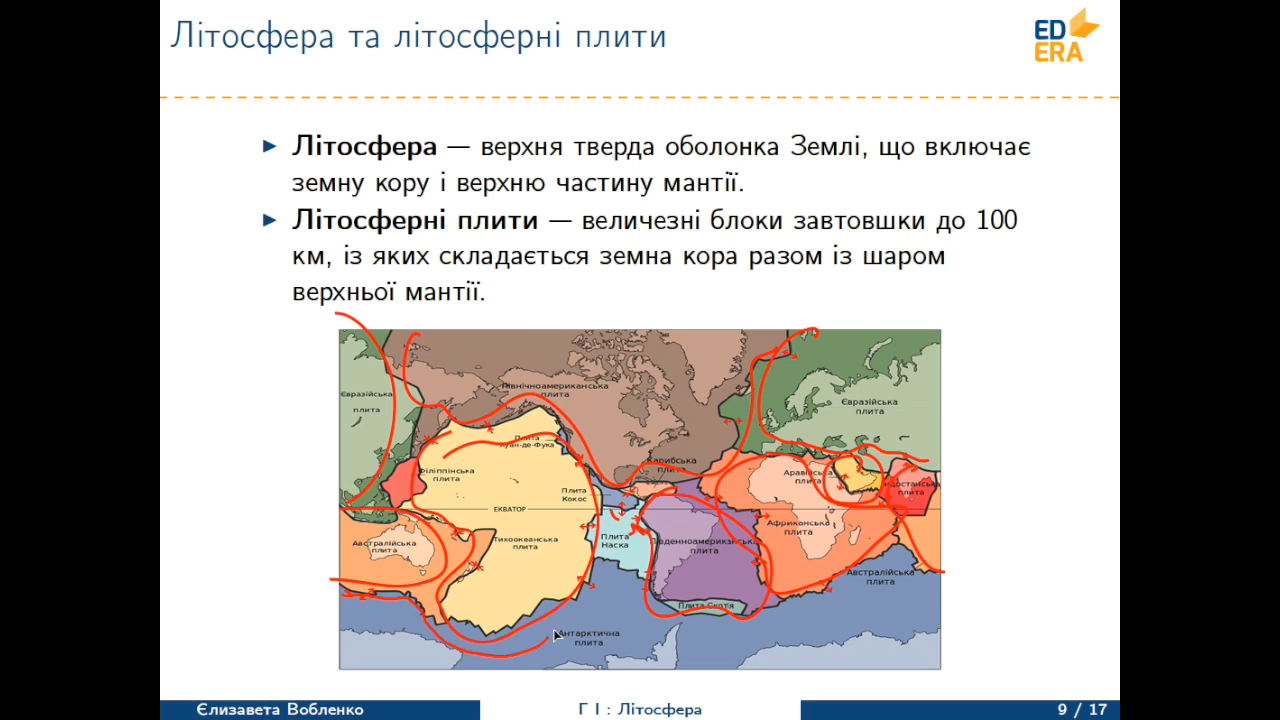 Літосфера та літосферні плити
ED
ERA
Літосфера — верхня тверда оболонка Землі, що включає
земну кору і верхню частину мантії.
Літосферні плити — величезні блоки завтовшки до 100
км, із яких складається земна кора разом із шаром
верхньої мантії.
Євразійська
плита
Північноамериканська
плита
Євразійська
плита
Плита
Хуан-де-Фука
Карибська
плита
Філіппінська
плита
Аравійська
плита
Індостанська
плита
Плита
Кокос
ЕКВАТОР
Африканська
плита
Австралійська
плита
Тихоокеанська
плита
Плита
Наска
Південноамериканська
плита
Австралійська
плита
Плита Скотія
Антарктична
плита
Єлизавета Вобленко
Г І : Літосфера
9 / 17